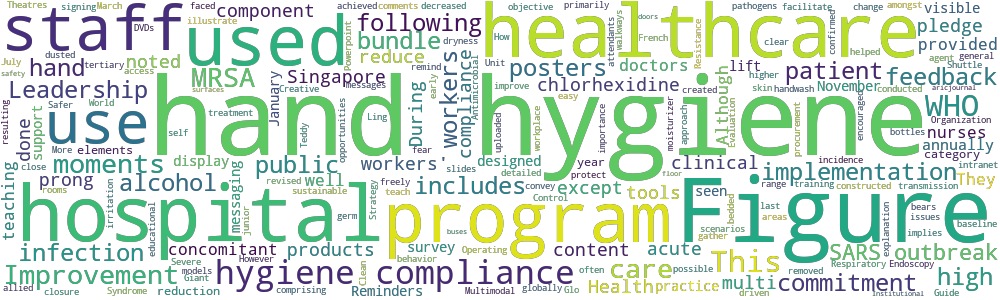 hand hygiene
staff
used
healthcare
hospital
program
Figure
use
hygiene compliance
component
following
bundle
reduce
noted
hand
MRSA
Leadership
Singapore
workers
compliance
During
posters
doctors
chlorhexidine
lift
patient
visible
pledge
provided
feedback
WHO
Although
November
nurses
annually
category
They
implementation
clinical
tools
seen
includes
except
workers'
well
public
designed
display
messaging
alcohol
moments
done
support
elements
January
teaching
prong
infection
Improvement
concomitant
products
survey
content
acute
care
This
multi
SARS outbreak
commitment
high
Health
practice
often
possible
Reminders
reduction
However
behavior
Theatres
signing
March
faced
illustrate
achieved
comments
decreased
objective
primarily
pathogens
facilitate
change
amongst
DVDs
dusted
tertiary
access
July
safety
Safer
World
More
treatment
Creative
self
Ling
Teddy
opportunities
fear
Powerpoint
remind
messages
Unit
early
dryness
improve
easy
Antimicrobial
created
workplace
importance
year
moisturizer
uploaded
slides
detailed
convey
protect
Control
Strategy
teach
germ
freely
junior
revised
sustainable
buses
Operating
rooms
close
irritation
educational
allied
closure
Severe
Syndrome
models
Giant
comprising
Clean
Multimodal
globally
Glo
How
French
doors
walkways
attendants
Resistance
clear
agent
skin
higher
handwash
approach
Evaluation
procurement
confirmed
helped
Shuttle
general
aricjournal
conducted
Organization
encouraged
bottles
intranet
incidence
transmission
baseline
range
training
constructed
last
areas
bedded
scenarios
gather
floor
bears
issues
implies
explanation
removed
Respiratory
Endoscopy
driven
Institutional
Guide
resulting
surfaces